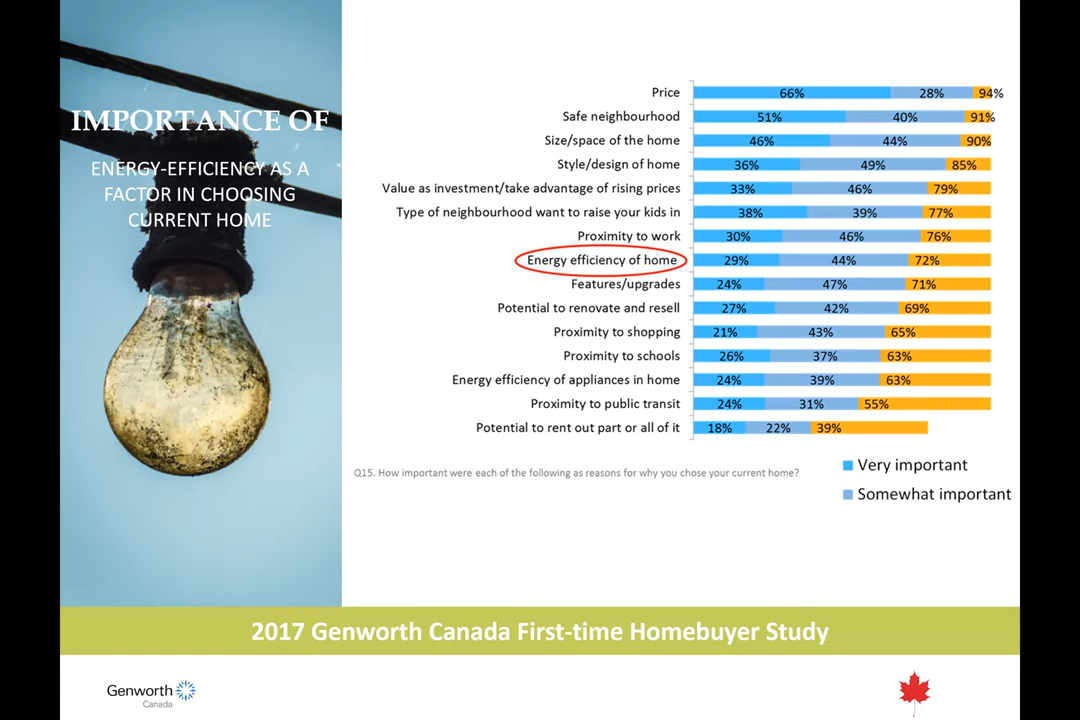 IMPORTANCE OF
ENERGY-EFFICIENCY AS A
FACTOR IN CHOOSING
CURRENT HOME
Price 66% 28% 94%
Safe neighbourhood 51% 40% 91%
Size/space of the home 46% 44% 90%
Style/design of home 36% 49% 85%
Value as investment/take advantage of rising prices 33% 46% 79%
Type of neighbourhood want to raise your kids in 38% 39% 77%
Proximity to work 30% 46% 76%
Energy efficiency of home 29% 44% 72%
Features/upgrades 24% 47% 71%
Potential to renovate and resell 27% 42% 69%
Proximity to shopping 21% 43% 65%
Proximity to schools 26% 37% 63%
Energy efficiency of appliances in home 24% 39% 63%
Proximity to public transit 24% 31% 55%
Potential to rent out part or all of it 18% 22% 39%
Q15. How important were each of the following as reasons for why you chose your current home?
Very important
Somewhat important
2017 Genworth Canada First-time Homebuyer Study
Genworth
Canada